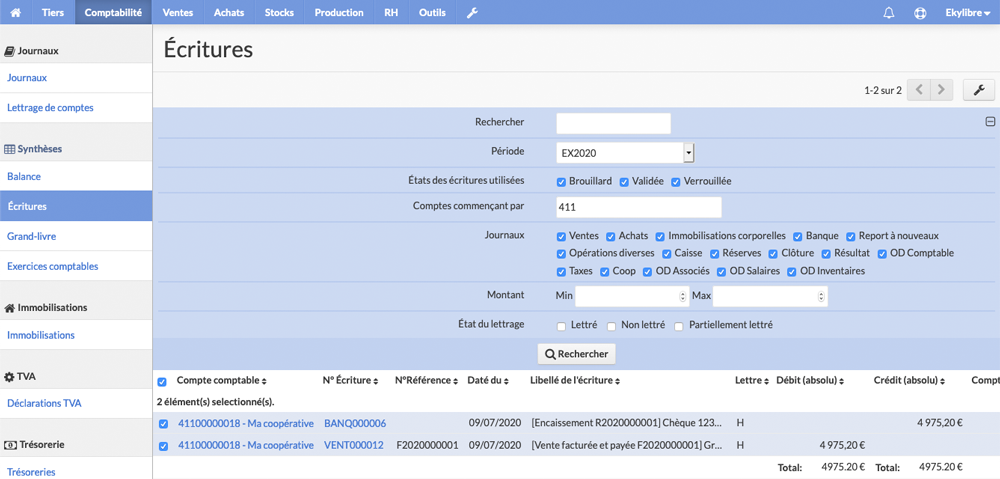 Tiers Comptabilité Ventes Achats Stocks Production RH Outils Ekylibre
Journaux
Journaux
Lettrage de comptes
Synthèses
Balance
Écritures
Grand-livre
Exercices comptables
Immobilisations
Immobilisations
TVA
Déclarations TVA
Trésorerie
Trésoreries
Écritures
1-2 sur 2
Rechercher
Période EX2020
États des écritures utilisées Brouillard Validée Verrouillée
Comptes commençant par 411
Journaux Ventes Achats Immobilisations corporelles Banque Report à nouveaux
Opérations diverses Caisse Réserves Clôture Résultat OD Comptable
Taxes Coop OD Associés OD Salaires OD Inventaires
Montant Min Max
État du lettrage Lettré Non lettré Partiellement lettré
Rechercher
Compte comptable N° Écriture N°Référence Daté du Libellé de l'écriture Lettre Débit (absolu) Crédit (absolu) Compt
2 élément(s) selectionné(s).
41100000018 - Ma coopérative BANQ000006 09/07/2020 [Encaissement R2020000001] Chèque 123... H 4 975,20 €
41100000018 - Ma coopérative VENT000012 F2020000001 09/07/2020 [Vente facturée et payée F2020000001] Gr... H 4 975,20 €
Total: 4975.20 € Total: 4975.20 €